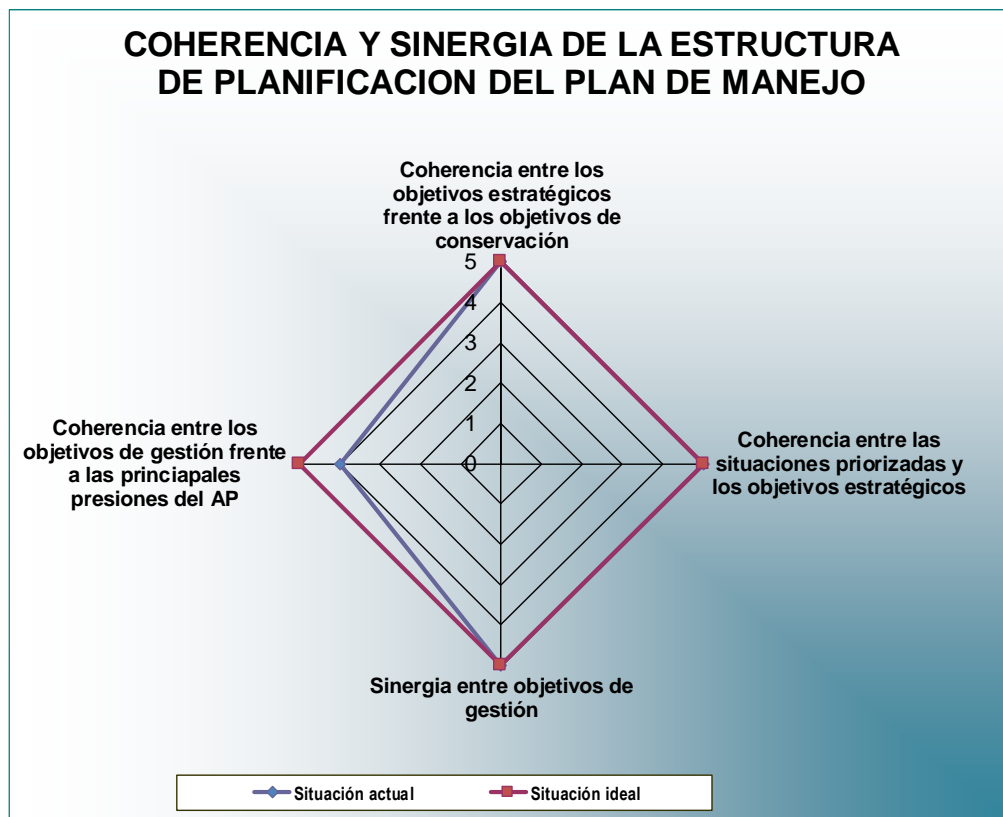 COHERENCIA Y SINERGIA DE LA ESTRUCTURA
DE PLANIFICACION DEL PLAN DE MANEJO
Coherencia entre los
objetivos estratégicos
frente a los objetivos de
conservación
5
4
3
2
1
0
Coherencia entre los
objetivos de gestión frente
a las princiapales
presiones del AP
Coherencia entre las
situaciones priorizadas y
los objetivos estratégicos
Sinergia entre objetivos de
gestión
Situación actual
Situación ideal